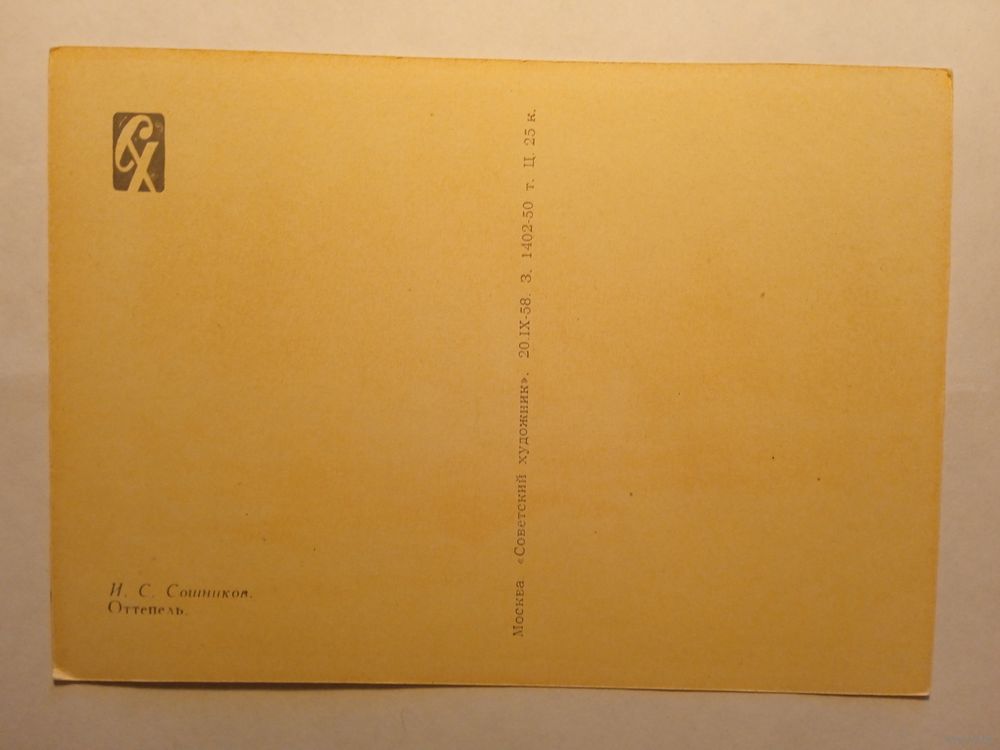 СХ
И. С. Сошников.
Оттепель.
Москва «Советский художник». 20.IX-58. З. 1402-50 т. Ц. 25 к.